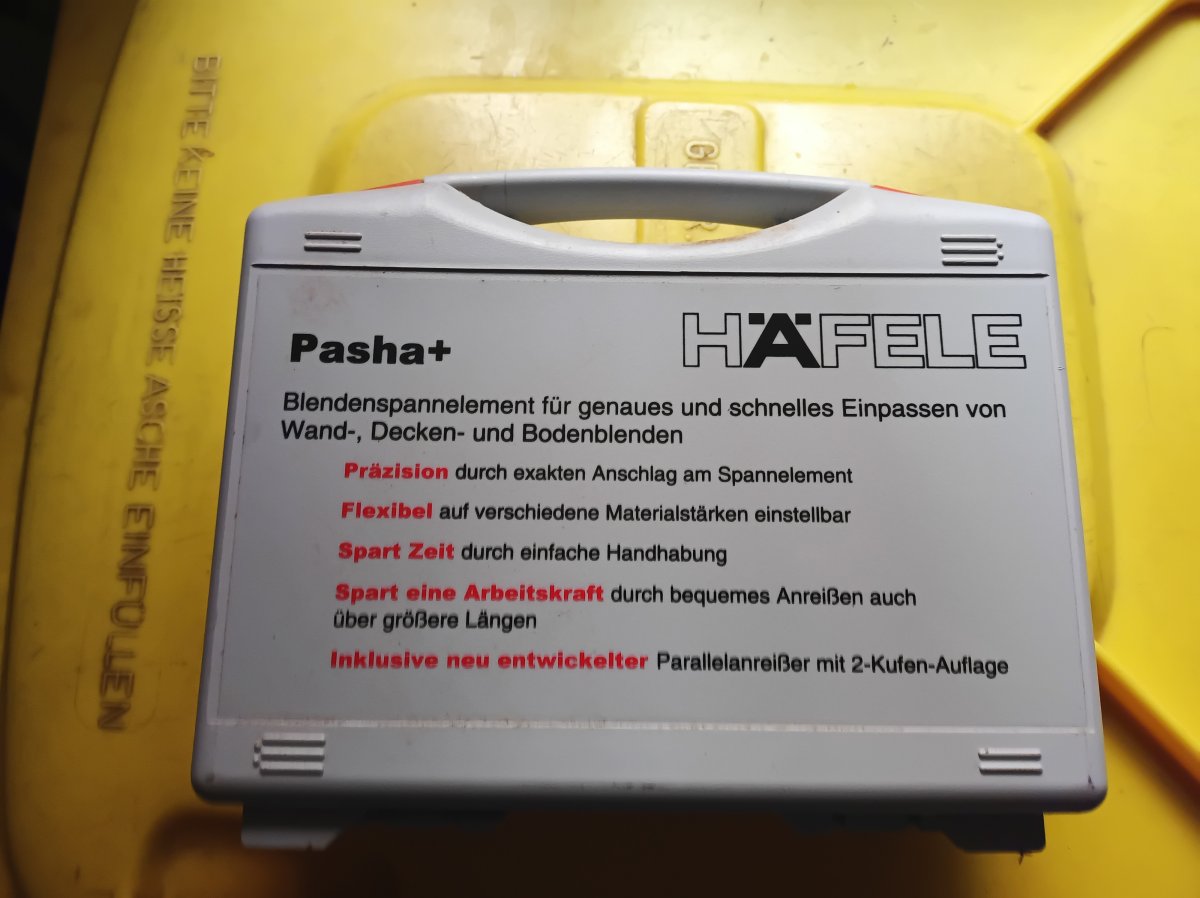 BITTE KEINE HEISSE ASCHE EINFÜLLEN
Pasha+
HÄFELE
Blendenspannelement für genaues und schnelles Einpassen von
Wand-, Decken- und Bodenblenden
Präzision durch exakten Anschlag am Spannelement
Flexibel auf verschiedene Materialstärken einstellbar
Spart Zeit durch einfache Handhabung
Spart eine Arbeitskraft durch bequemes Anreißen auch
über größere Längen
Inklusive neu entwickelter Parallelanreißer mit 2-Kufen-Auflage